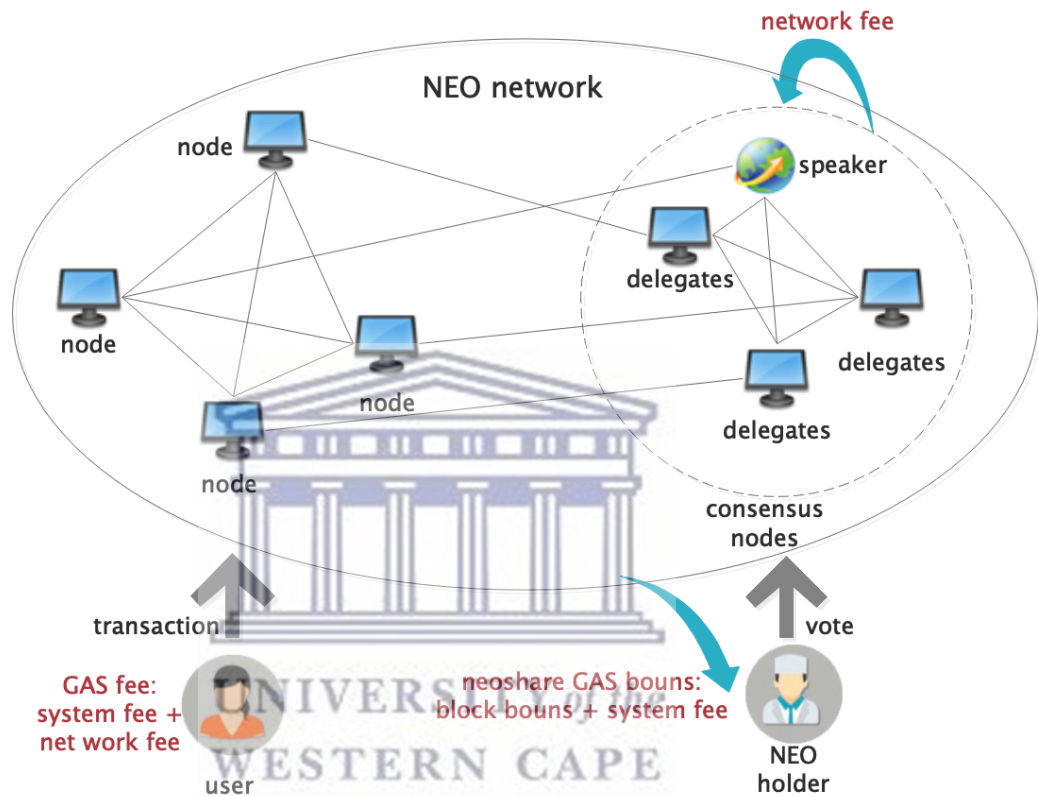 network fee
NEO network
node
speaker
delegates
node
delegates
node
delegates
node
consensus
nodes
transaction
vote
GAS fee:
system fee +
net work fee
neoshare GAS bouns:
block bouns + system fee
UNIVERSITY of the
WESTERN CAPE
user
NEO
holder